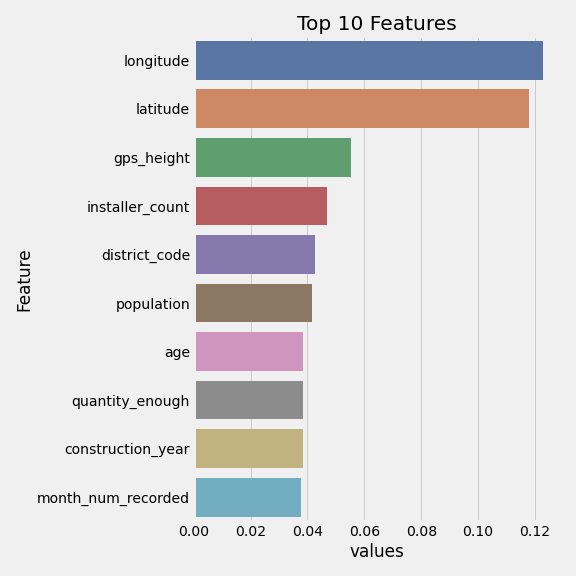 Top 10 Features
longitude
latitude
gps_height
installer_count
district_code
population
age
quantity_enough
construction_year
month_num_recorded
Feature
0.00 0.02 0.04 0.06 0.08 0.10 0.12
values